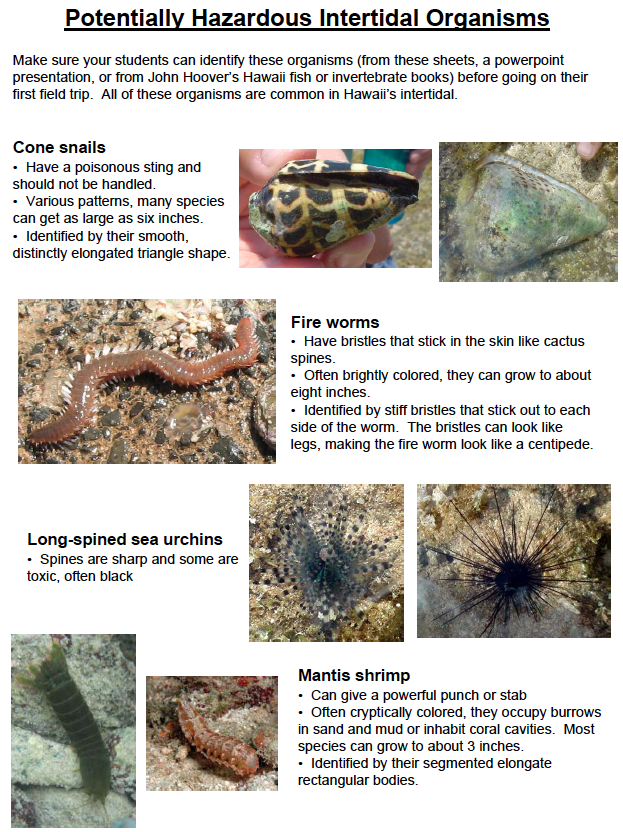 Potentially Hazardous Intertidal Organisms
Make sure your students can identify these organisms (from these sheets, a powerpoint
presentation, or from John Hoover's Hawaii fish or invertebrate books) before going on their
first field trip.  All of these organisms are common in Hawaii's intertidal.
Cone snails
• Have a poisonous sting and
should not be handled.
• Various patterns, many species
can get as large as six inches.
• Identified by their smooth,
distinctly elongated triangle shape.
Fire worms
• Have bristles that stick in the skin like cactus
spines.
• Often brightly colored, they can grow to about
eight inches.
• Identified by stiff bristles that stick out to each
side of the worm.  The bristles can look like
legs, making the fire worm look like a centipede.
Long-spined sea urchins
• Spines are sharp and some are
toxic, often black
Mantis shrimp
• Can give a powerful punch or stab
• Often cryptically colored, they occupy burrows
in sand and mud or inhabit coral cavities.  Most
species can grow to about 3 inches.
• Identified by their segmented elongate
rectangular bodies.